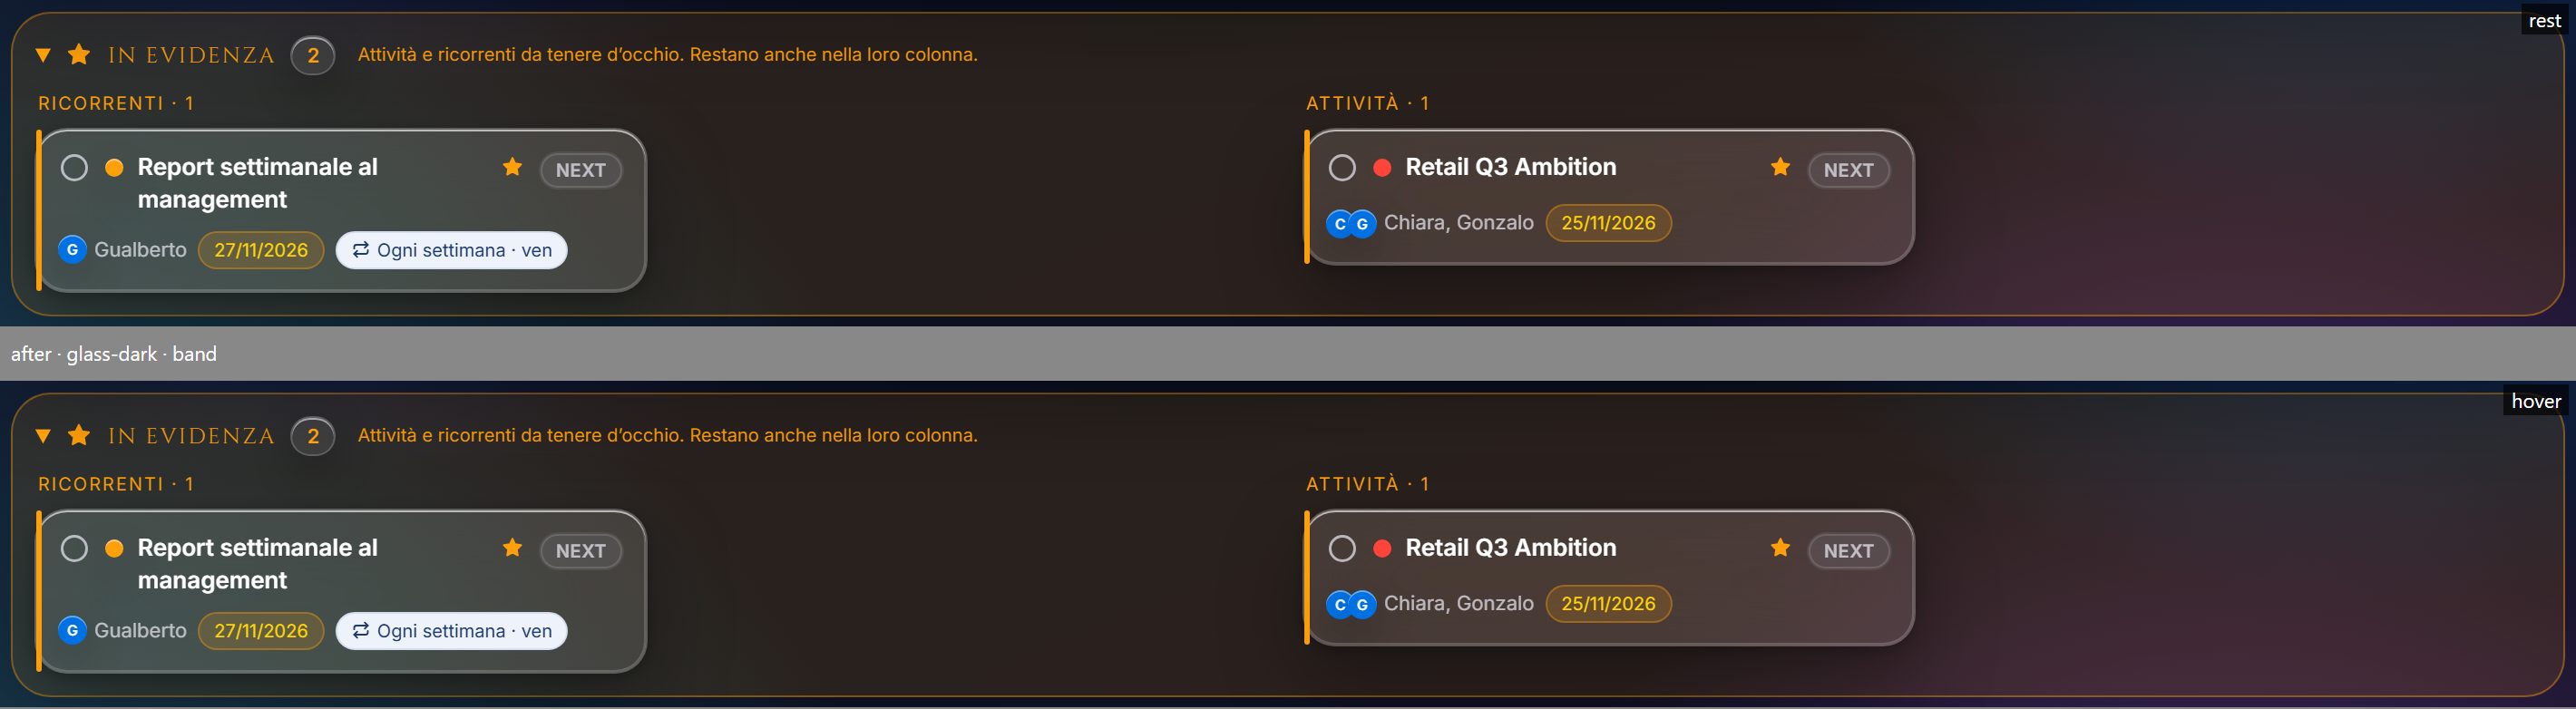 rest
IN EVIDENZA 2 Attività e ricorrenti da tenere d’occhio. Restano anche nella loro colonna.
RICORRENTI · 1
Report settimanale al
management
NEXT
G Gualberto 27/11/2026 Ogni settimana · ven
ATTIVITÀ · 1
Retail Q3 Ambition NEXT
C G Chiara, Gonzalo 25/11/2026
after · glass-dark · band
hover
IN EVIDENZA 2 Attività e ricorrenti da tenere d’occhio. Restano anche nella loro colonna.
RICORRENTI · 1
Report settimanale al
management
NEXT
G Gualberto 27/11/2026 Ogni settimana · ven
ATTIVITÀ · 1
Retail Q3 Ambition NEXT
C G Chiara, Gonzalo 25/11/2026